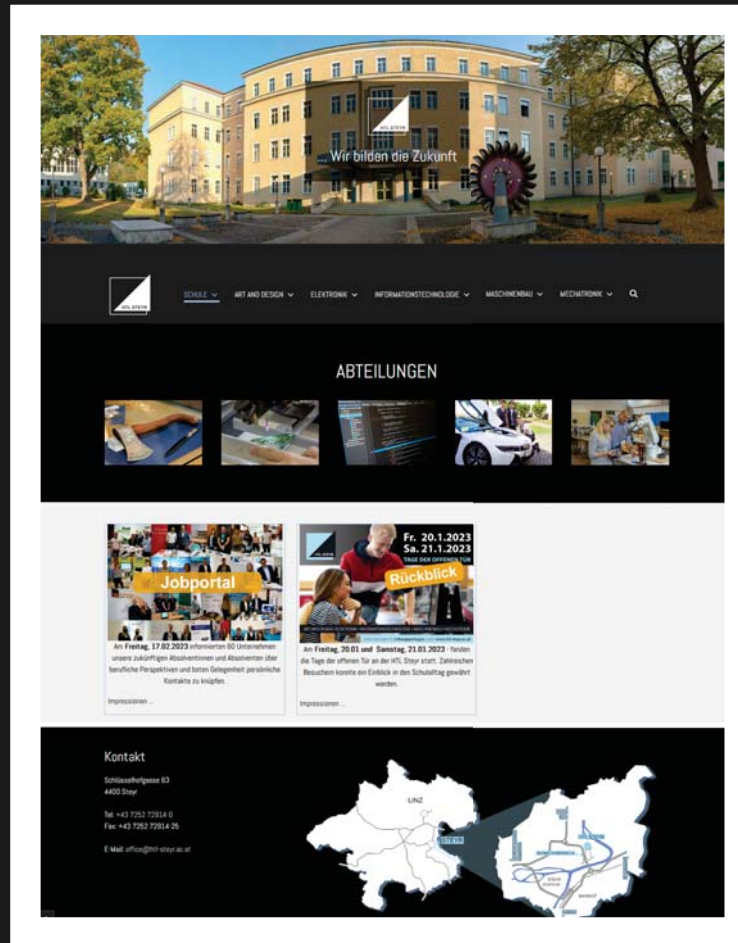 HTL STEYR
... Wir bilden die Zukunft
HTL STEYR
SCHULE
ART AND DESIGN
ELEKTRONIK
INFORMATIONSTECHNOLOGIE
MASCHINENBAU
MECHATRONIK
ABTEILUNGEN
Jobportal
Am Freitag, 17.02.2023 informierten 60 Unternehmen
unsere zukünftigen Absolventinnen und Absolventen über
berufliche Perspektiven und boten Gelegenheit persönliche
Kontakte zu knüpfen.
Impressionen ...
Fr. 20.1.2023
Sa. 21.1.2023
TAGE DER OFFENEN TÜR
Rückblick
Am Freitag, 20.01 und Samstag, 21.01.2023 - fanden
die Tage der offenen Tür an der HTL Steyr statt. Zahlreichen
Besuchern konnte ein Einblick in den Schulalltag gewährt
werden.
Impressionen ...
Kontakt
Schlüsselhofgasse 63
4400 Steyr
Tel: +43 7252 72914-0
Fax: +43 7252 72914-25
E-Mail: office@htl-steyr.ac.at
LINZ
STEYR
BAHNHOF